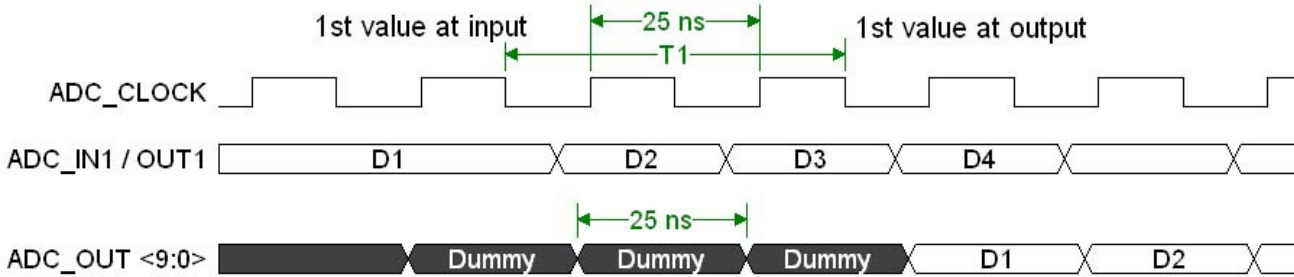 1st value at input 25 ns 1st value at output
T1
ADC_CLOCK
ADC_IN1 / OUT1 D1 D2 D3 D4
25 ns
ADC_OUT <9:0> Dummy Dummy Dummy D1 D2